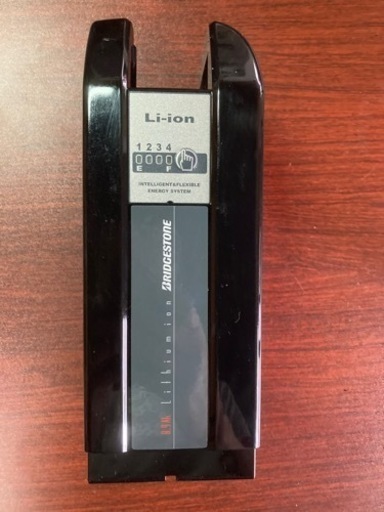 Li-ion
1 2 3 4
E F
INTELLIGENT&FLEXIBLE
ENERGY SYSTEM
BRIDGESTONE
Lithium ion